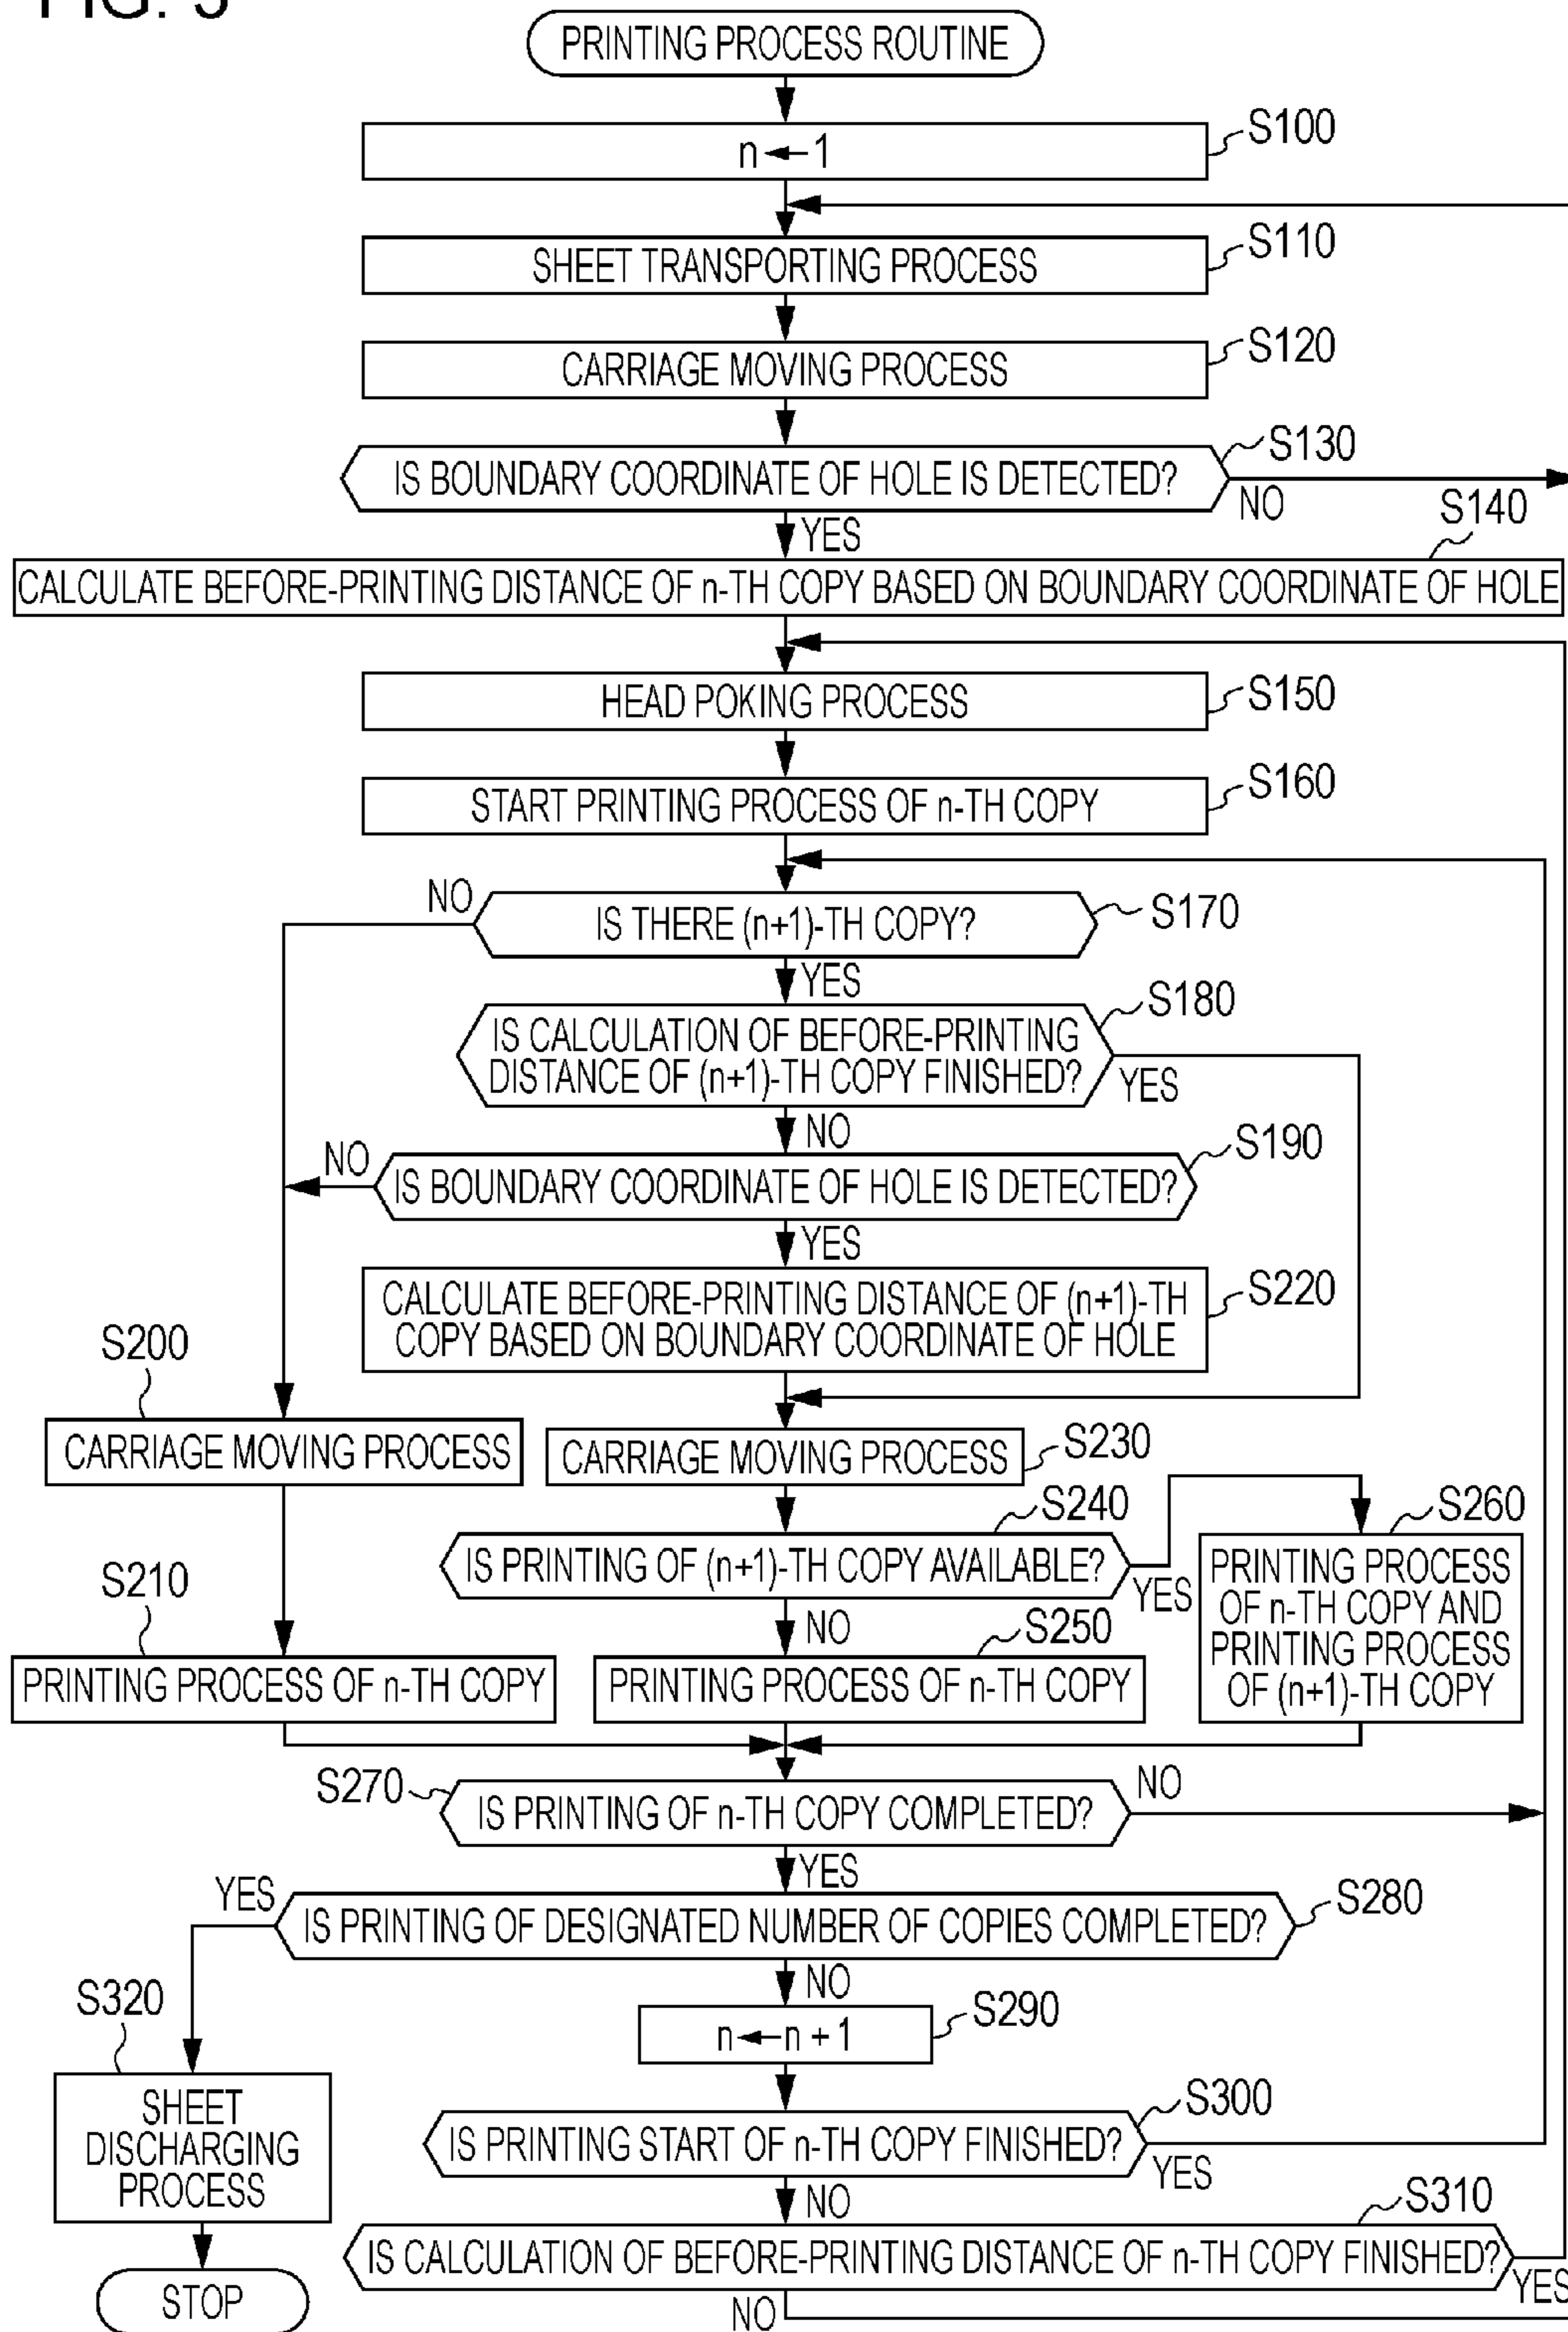 PRINTING PROCESS ROUTINE
S100
n←1
S110
SHEET TRANSPORTING PROCESS
S120
CARRIAGE MOVING PROCESS
S130
IS BOUNDARY COORDINATE OF HOLE IS DETECTED?
NO
S140
YES
CALCULATE BEFORE-PRINTING DISTANCE OF n-TH COPY BASED ON BOUNDARY COORDINATE OF HOLE
HEAD POKING PROCESS
S150
START PRINTING PROCESS OF n-TH COPY
S160
NO
IS THERE (n+1)-TH COPY?
S170
YES
S180
IS CALCULATION OF BEFORE-PRINTING
DISTANCE OF (n+1)-TH COPY FINISHED?
YES
NO
S190
NO
IS BOUNDARY COORDINATE OF HOLE IS DETECTED?
YES
CALCULATE BEFORE-PRINTING DISTANCE OF (n+1)-TH
COPY BASED ON BOUNDARY COORDINATE OF HOLE
S220
S200
CARRIAGE MOVING PROCESS
CARRIAGE MOVING PROCESS
S230
S240
S260
IS PRINTING OF (n+1)-TH COPY AVAILABLE?
YES
PRINTING PROCESS
OF n-TH COPY AND
PRINTING PROCESS
OF (n+1)-TH COPY
S210
NO
S250
PRINTING PROCESS OF n-TH COPY
PRINTING PROCESS OF n-TH COPY
S270
NO
IS PRINTING OF n-TH COPY COMPLETED?
YES
YES
S280
IS PRINTING OF DESIGNATED NUMBER OF COPIES COMPLETED?
NO
S320
S290
n←n + 1
SHEET
DISCHARGING
PROCESS
S300
IS PRINTING START OF n-TH COPY FINISHED?
YES
NO
S310
IS CALCULATION OF BEFORE-PRINTING DISTANCE OF n-TH COPY FINISHED?
YES
STOP
NO